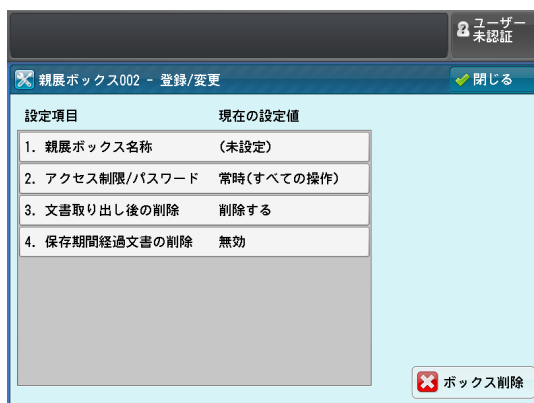 ユーザー
未認証
親展ボックス002 - 登録/変更
閉じる
設定項目 現在の設定値
1. 親展ボックス名称 (未設定)
2. アクセス制限/パスワード 常時(すべての操作)
3. 文書取り出し後の削除 削除する
4. 保存期間経過文書の削除 無効
ボックス削除